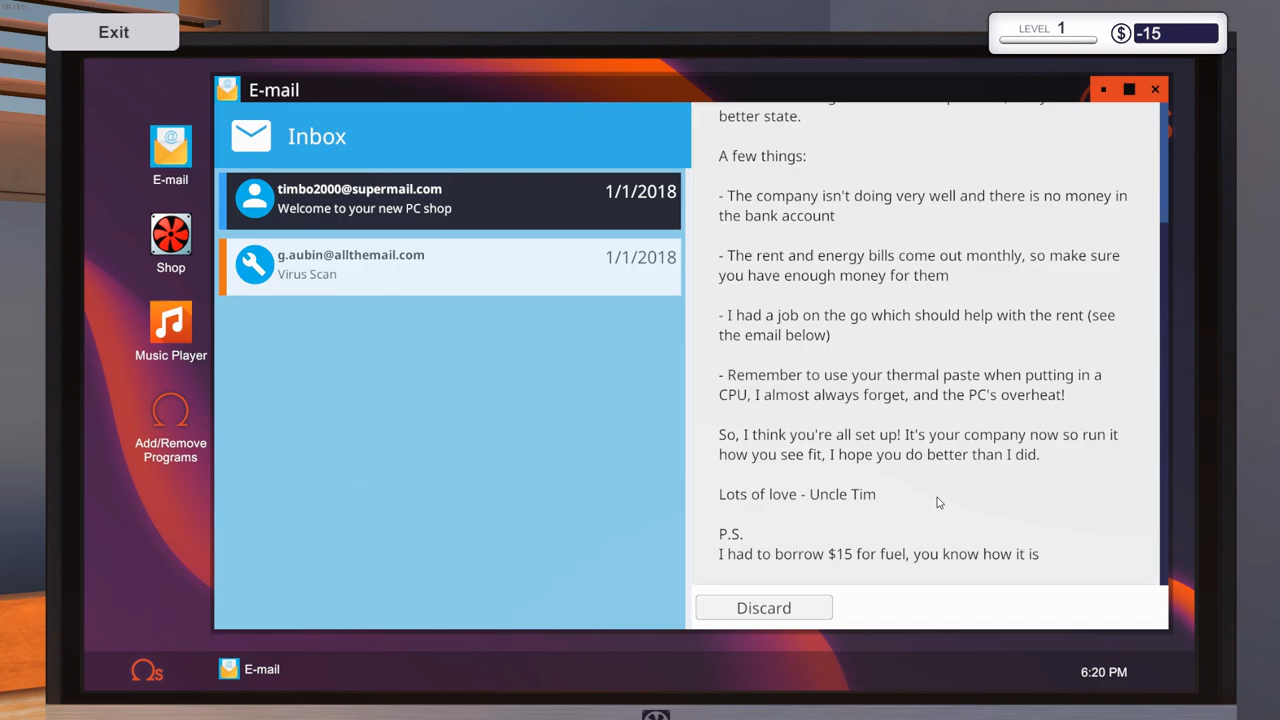 Exit
LEVEL 1
$ -15
E-mail
Inbox
timbo2000@supermail.com
1/1/2018
Welcome to your new PC shop
g.aubin@allthemail.com
1/1/2018
Virus Scan
E-mail
Shop
Music Player
Add/Remove
Programs
better state.
A few things:
- The company isn't doing very well and there is no money in
the bank account
- The rent and energy bills come out monthly, so make sure
you have enough money for them
- I had a job on the go which should help with the rent (see
the email below)
- Remember to use your thermal paste when putting in a
CPU, I almost always forget, and the PC's overheat!
So, I think you're all set up! It's your company now so run it
how you see fit, I hope you do better than I did.
Lots of love - Uncle Tim
P.S.
I had to borrow $15 for fuel, you know how it is
Discard
Ωs
E-mail
6:20 PM